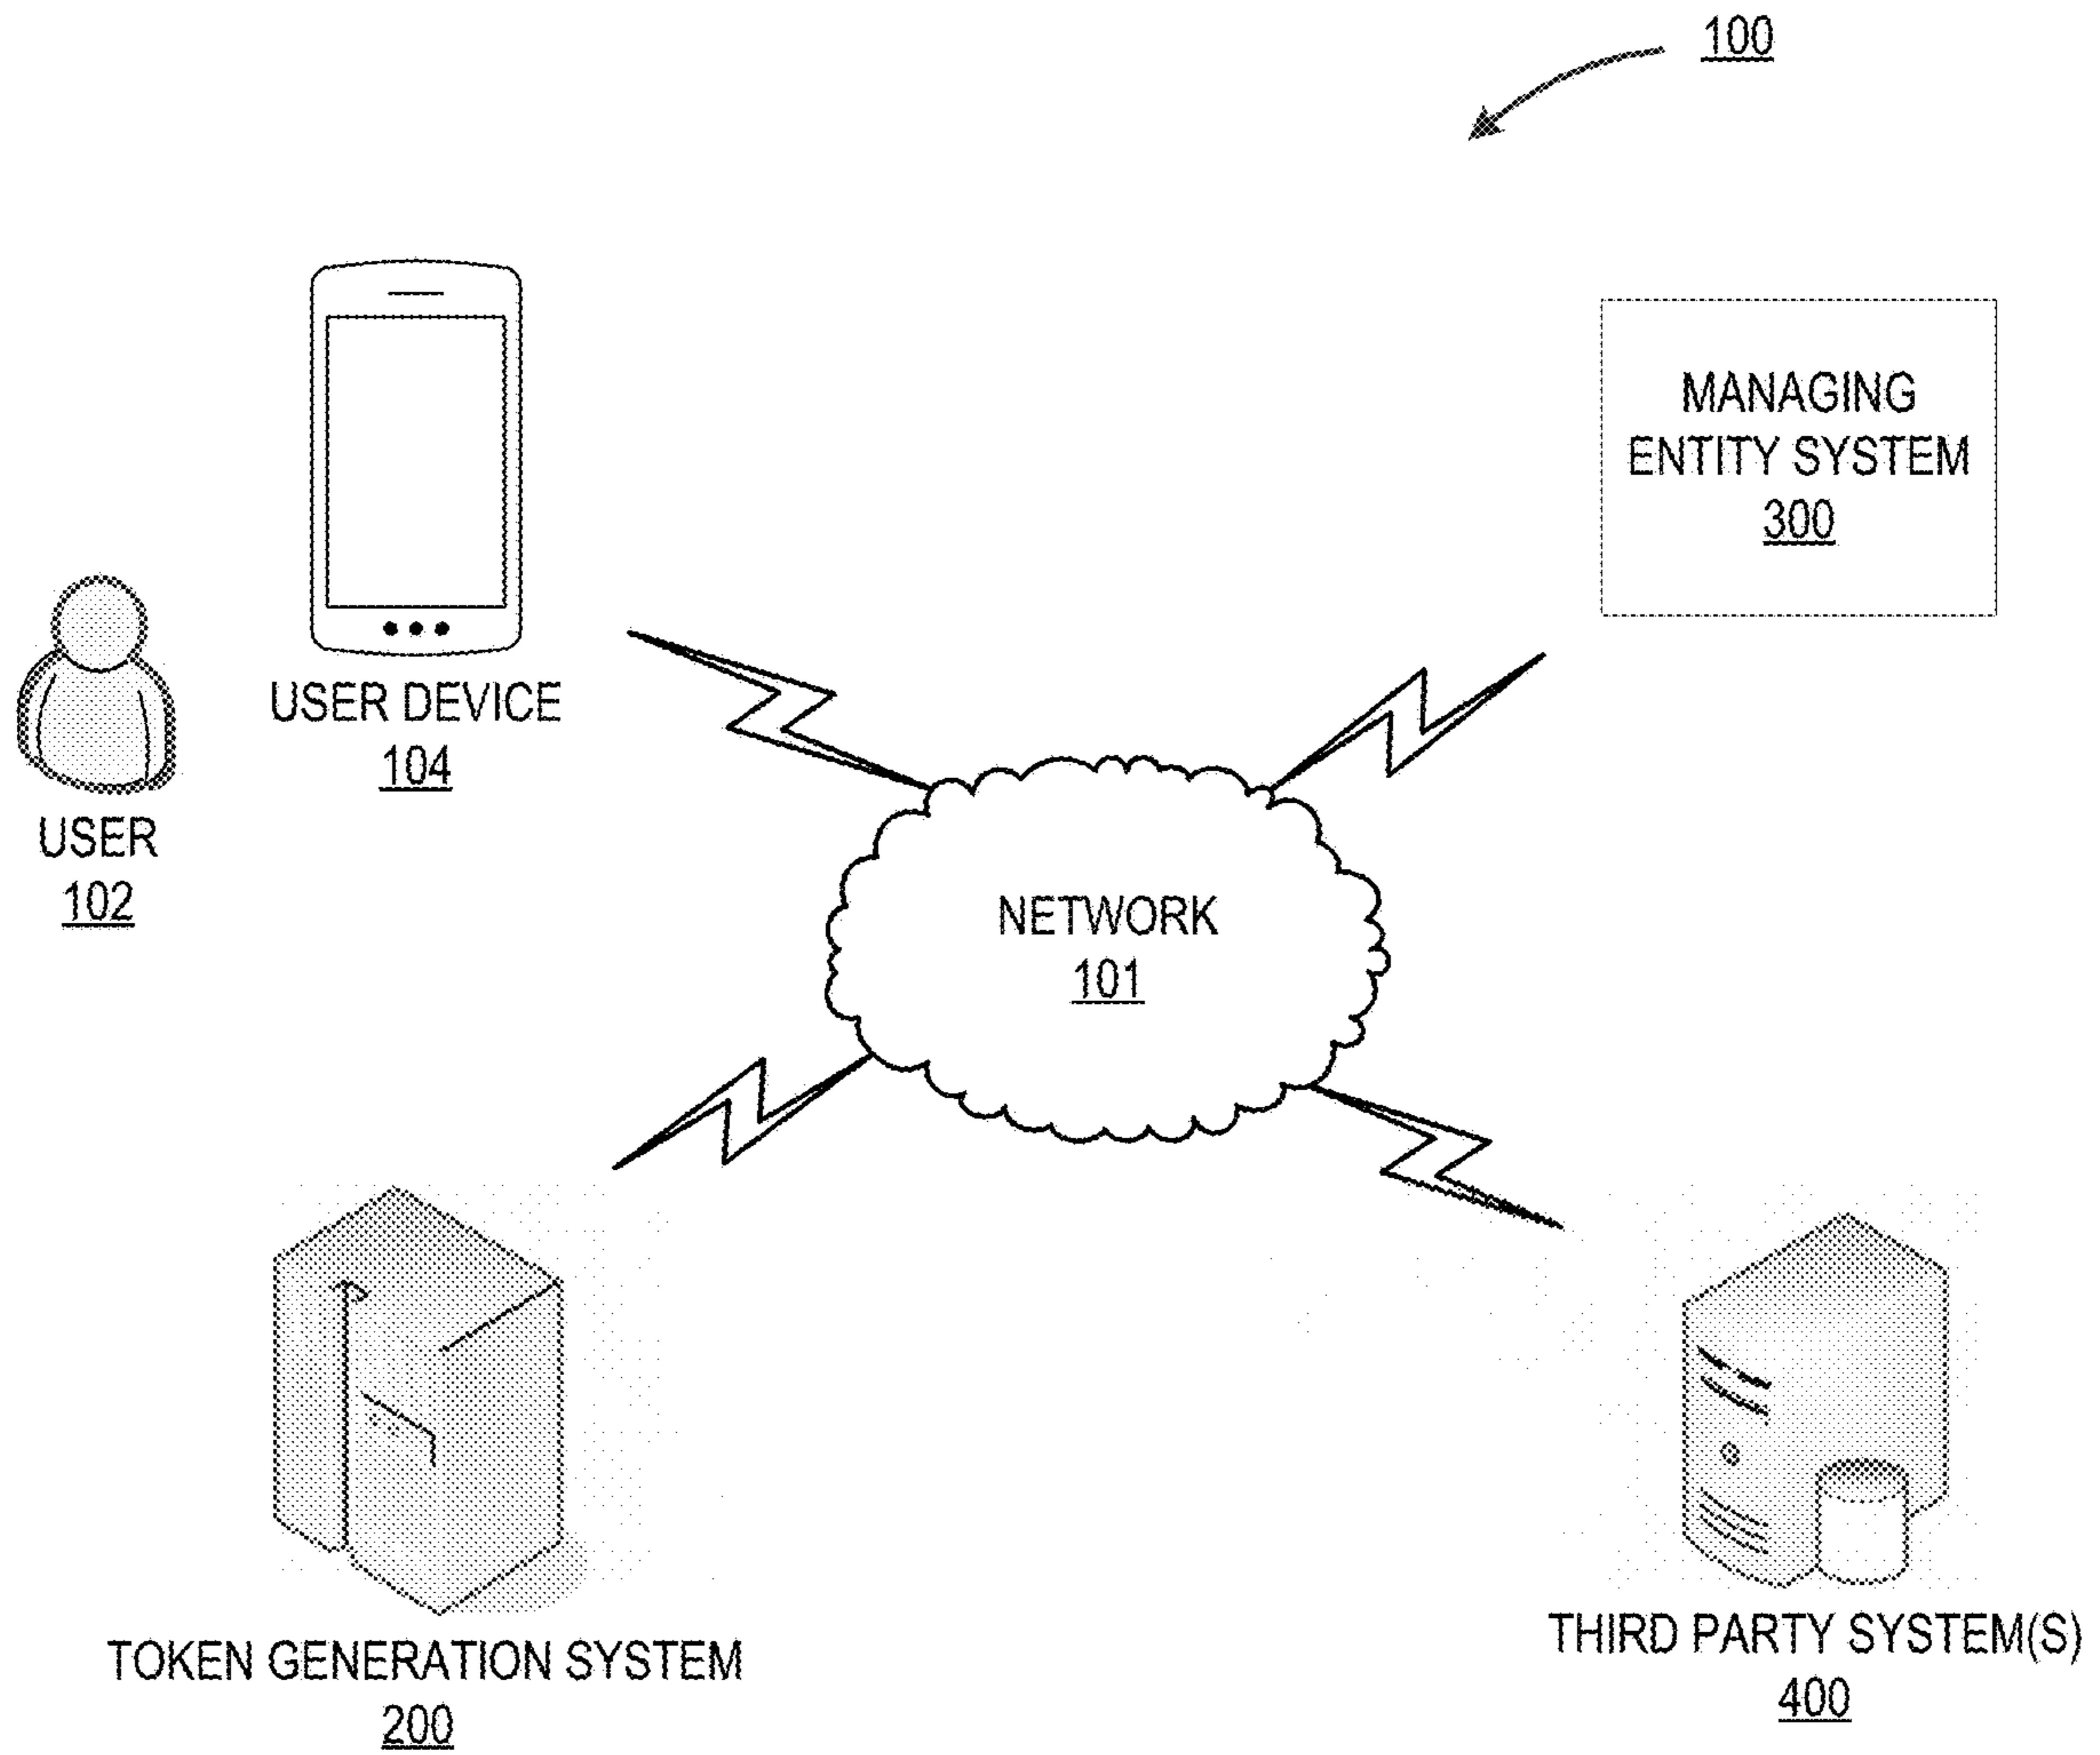 100
MANAGING
ENTITY SYSTEM
300
USER DEVICE
104
USER
102
NETWORK
101
TOKEN GENERATION SYSTEM
200
THIRD PARTY SYSTEM(S)
400